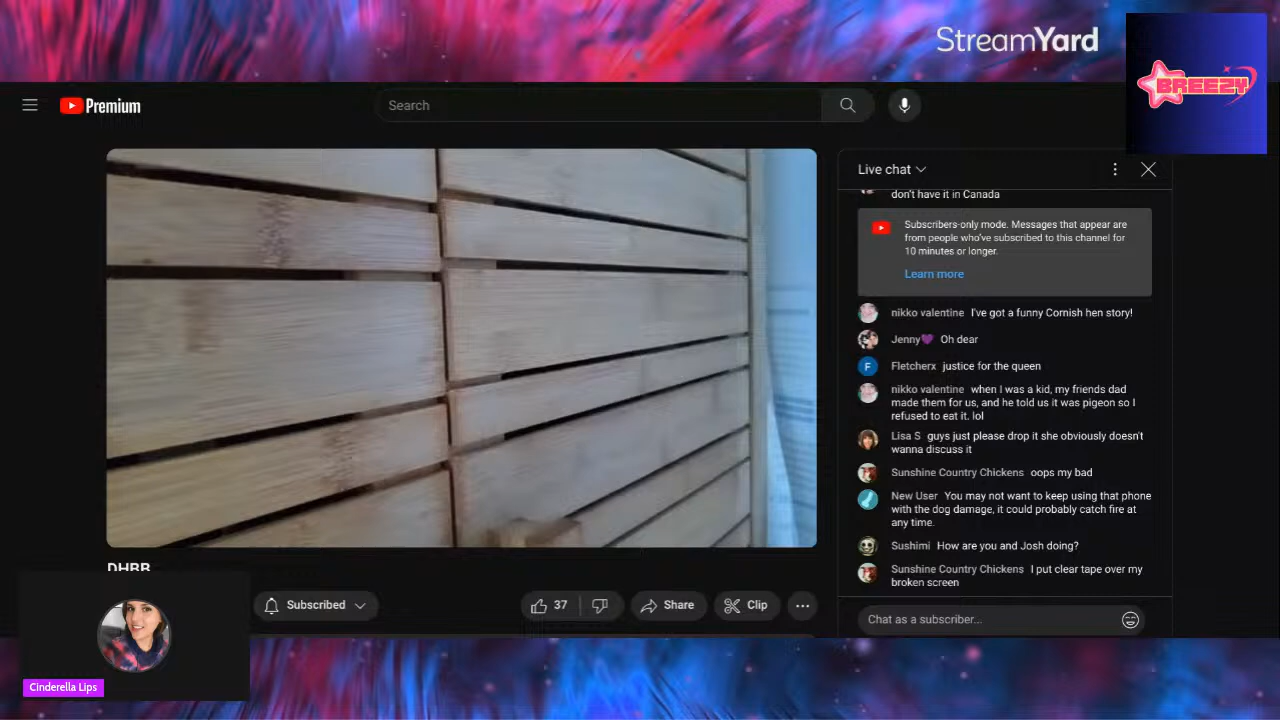 StreamYard
BREEZY
Premium
Search
Live chat
don't have it in Canada
Subscribers-only mode. Messages that appear are
from people who've subscribed to this channel for
10 minutes or longer.
Learn more
nikko valentine I've got a funny Cornish hen story!
Jenny💜 Oh dear
F Fletcherx justice for the queen
nikko valentine when I was a kid, my friends dad
made them for us, and he told us it was pigeon so I
refused to eat it. lol
Lisa S guys just please drop it she obviously doesn't
wanna discuss it
Sunshine Country Chickens oops my bad
New User You may not want to keep using that phone
with the dog damage, it could probably catch fire at
any time.
Sushimi How are you and Josh doing?
Sunshine Country Chickens I put clear tape over my
broken screen
Chat as a subscriber...
DHRR
Subscribed
37
Share
Clip
Cinderella Lips